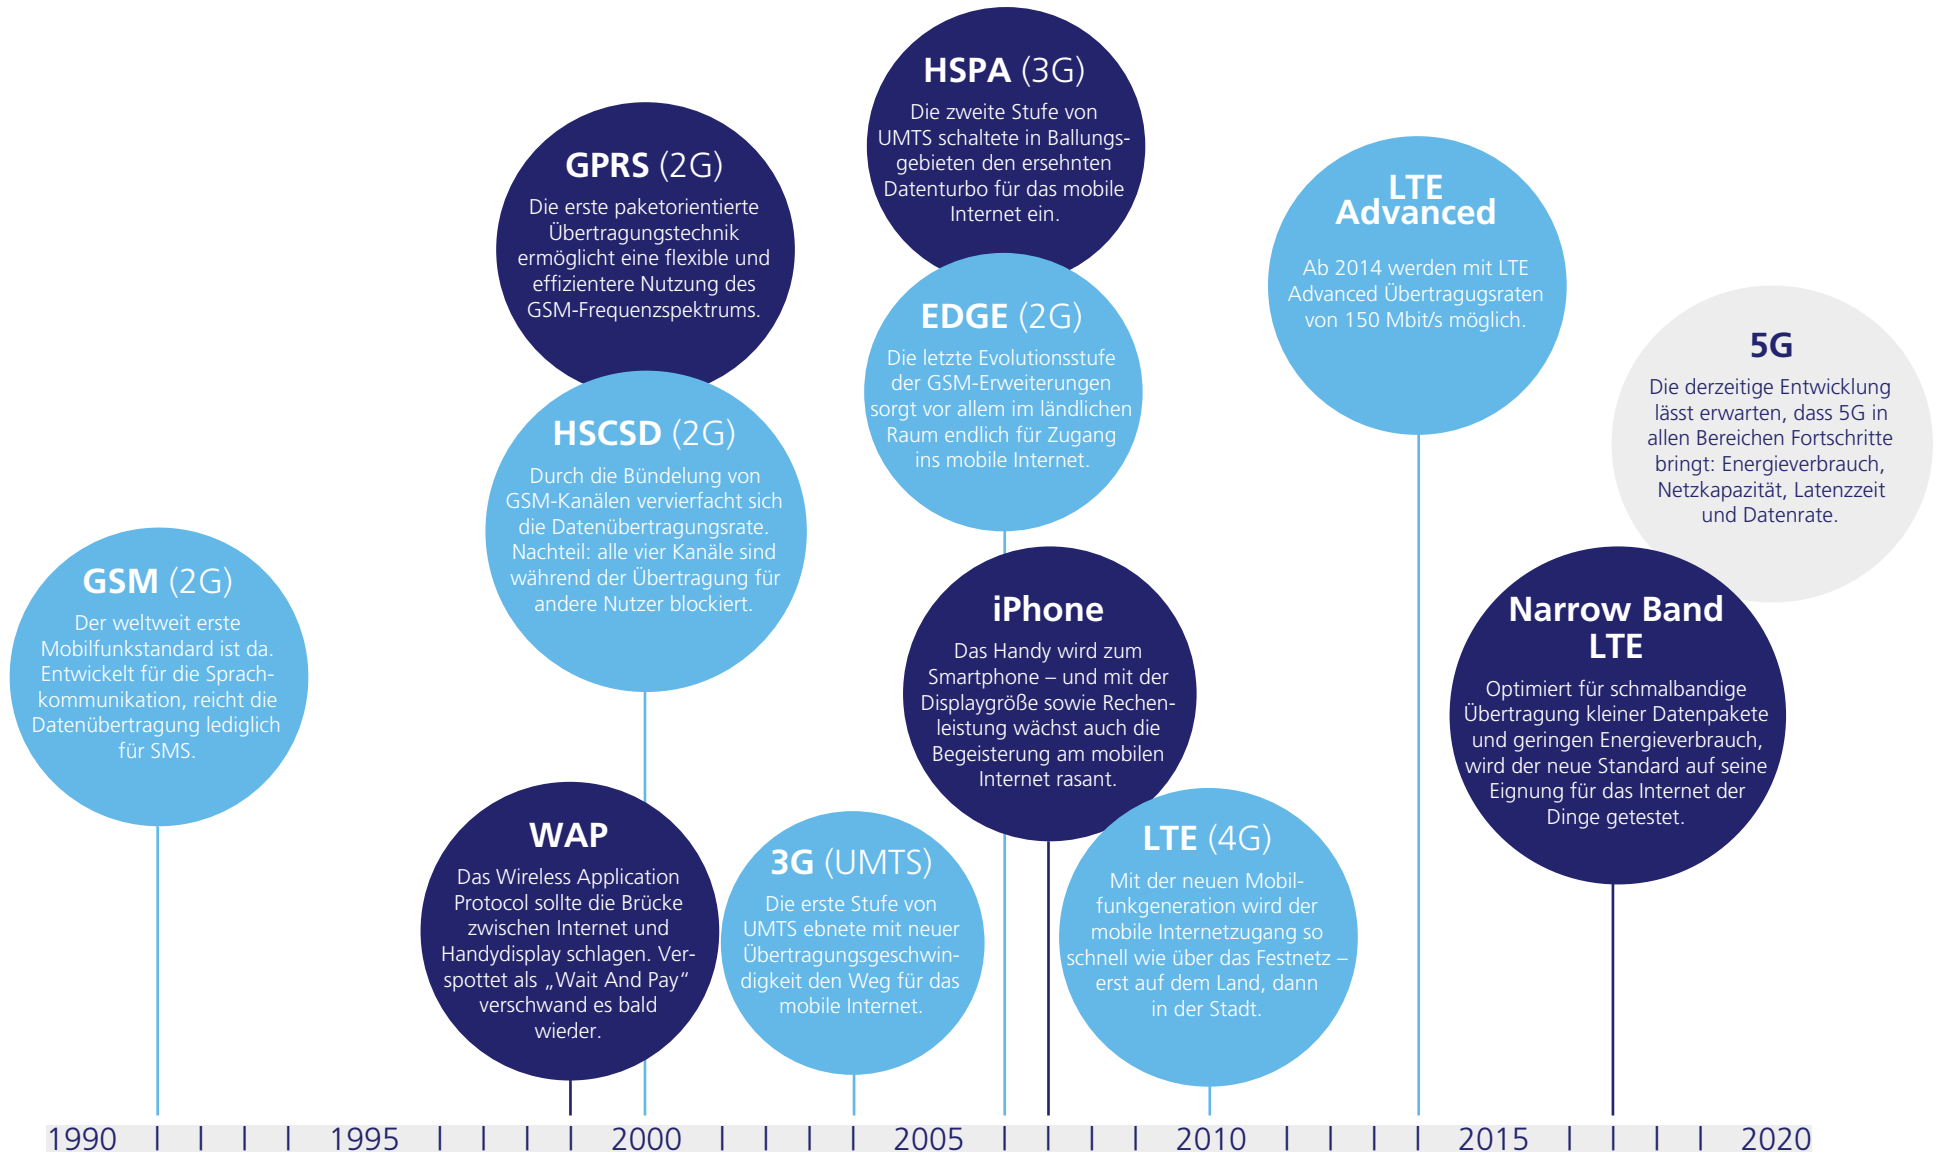 HSPA (3G)
Die zweite Stufe von
UMTS schaltete in Ballungs-
gebieten den ersehnten
Datenturbo für das mobile
Internet ein.
GPRS (2G)
Die erste paketorientierte
Übertragungstechnik
ermöglicht eine flexible und
effizientere Nutzung des
GSM-Frequenzspektrums.
LTE
Advanced
Ab 2014 werden mit LTE
Advanced Übertragugsraten
von 150 Mbit/s möglich.
EDGE (2G)
Die letzte Evolutionsstufe
der GSM-Erweiterungen
sorgt vor allem im ländlichen
Raum endlich für Zugang
ins mobile Internet.
5G
Die derzeitige Entwicklung
lässt erwarten, dass 5G in
allen Bereichen Fortschritte
bringt: Energieverbrauch,
Netzkapazität, Latenzzeit
und Datenrate.
HSCSD (2G)
Durch die Bündelung von
GSM-Kanälen vervierfacht sich
die Datenübertragungsrate.
Nachteil: alle vier Kanäle sind
während der Übertragung für
andere Nutzer blockiert.
GSM (2G)
Der weltweit erste
Mobilfunkstandard ist da.
Entwickelt für die Sprach-
kommunikation, reicht die
Datenübertragung lediglich
für SMS.
iPhone
Das Handy wird zum
Smartphone – und mit der
Displaygröße sowie Rechen-
leistung wächst auch die
Begeisterung am mobilen
Internet rasant.
Narrow Band
LTE
Optimiert für schmalbandige
Übertragung kleiner Datenpakete
und geringen Energieverbrauch,
wird der neue Standard auf seine
Eignung für das Internet der
Dinge getestet.
WAP
Das Wireless Application
Protocol sollte die Brücke
zwischen Internet und
Handydisplay schlagen. Ver-
spottet als „Wait And Pay“
verschwand es bald
wieder.
3G (UMTS)
Die erste Stufe von
UMTS ebnete mit neuer
Übertragungsgeschwin-
digkeit den Weg für das
mobile Internet.
LTE (4G)
Mit der neuen Mobil-
funkgeneration wird der
mobile Internetzugang so
schnell wie über das Festnetz –
erst auf dem Land, dann
in der Stadt.
1990 1995 2000 2005 2010 2015 2020